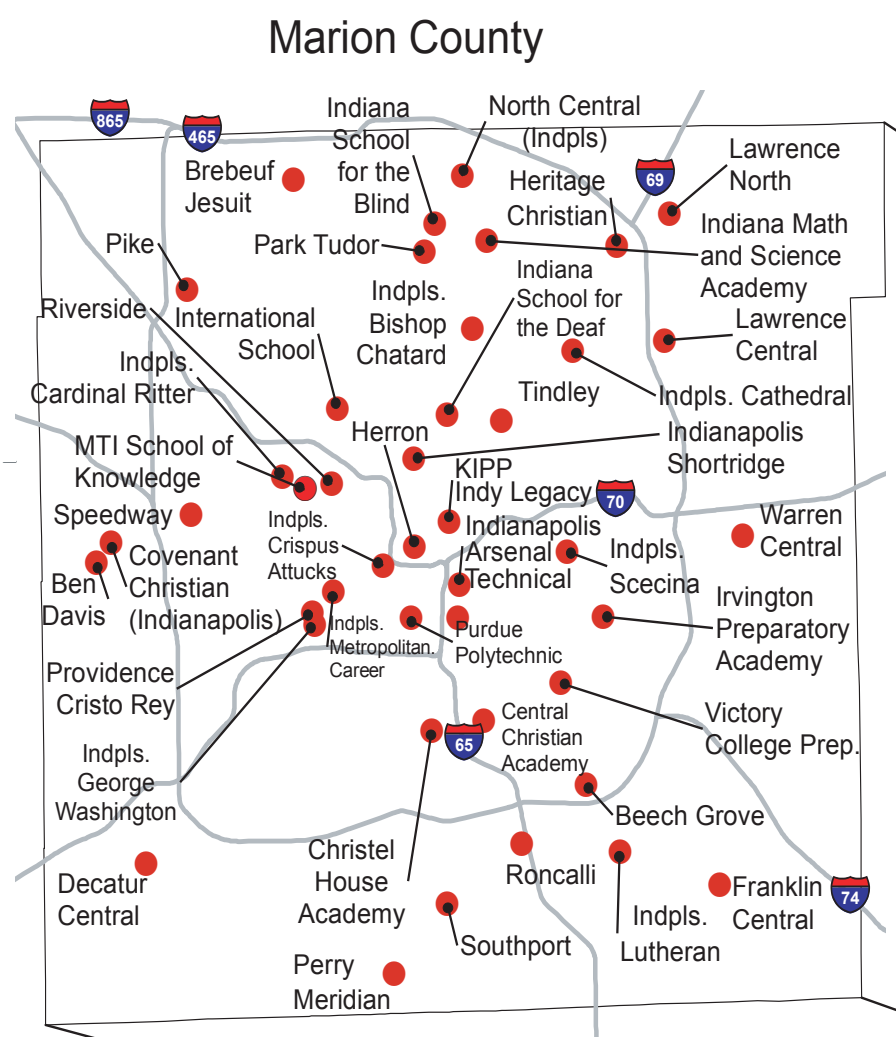 Marion County
865
465
Indiana
School
for the
Blind
North Central
(Indpls)
Brebeuf
Jesuit
Heritage
Christian
69
Lawrence
North
Pike
Park Tudor
Indiana Math
and Science
Academy
Riverside
International
School
Indpls.
Bishop
Chatard
Indiana
School for
the Deaf
Lawrence
Central
Indpls.
Cardinal Ritter
Tindley
Indpls. Cathedral
MTI School of
Knowledge
Herron
Indianapolis
Shortridge
KIPP
Indy Legacy
70
Speedway
Indpls.
Crispus
Attucks
Indianapolis
Arsenal
Technical
Indpls.
Scecina
Warren
Central
Ben
Davis
Covenant
Christian
(Indianapolis)
Indpls.
Metropolitan.
Career
Purdue
Polytechnic
Irvington
Preparatory
Academy
Providence
Cristo Rey
Central
Christian
Academy
65
Victory
College Prep.
Indpls.
George
Washington
Beech Grove
Christel
House
Academy
Roncalli
Decatur
Central
Indpls.
Lutheran
Franklin
Central
74
Southport
Perry
Meridian